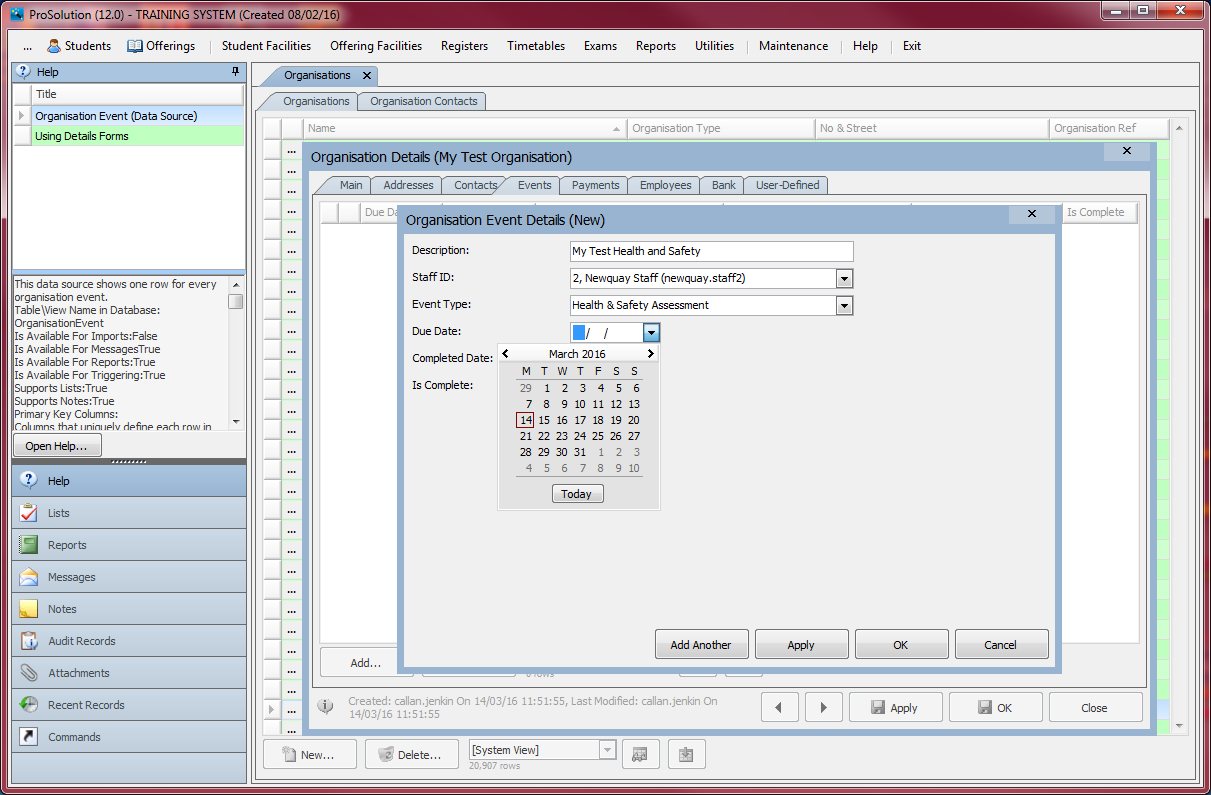 ProSolution (12.0) - TRAINING SYSTEM (Created 08/02/16)
... Students Offerings Student Facilities Offering Facilities Registers Timetables Exams Reports Utilities Maintenance Help Exit
Help
Title
Organisation Event (Data Source)
Using Details Forms
This data source shows one row for every
organisation event.
Table\View Name in Database:
OrganisationEvent
Is Available For Imports:False
Is Available For MessagesTrue
Is Available For Reports:True
Is Available For Triggering:True
Supports Lists:True
Supports Notes:True
Primary Key Columns:
Columns that uniquely define each row in
Open Help...
Help
Lists
Reports
Messages
Notes
Audit Records
Attachments
Recent Records
Commands
Organisations
Organisations Organisation Contacts
Name Organisation Type No & Street Organisation Ref
Organisation Details (My Test Organisation)
Main Addresses Contacts Events Payments Employees Bank User-Defined
Due Is Complete
Organisation Event Details (New)
Description: My Test Health and Safety
Staff ID: 2, Newquay Staff (newquay.staff2)
Event Type: Health & Safety Assessment
Due Date: / /
Completed Date:
Is Complete:
March 2016
M T W T F S S
29 1 2 3 4 5 6
7 8 9 10 11 12 13
14 15 16 17 18 19 20
21 22 23 24 25 26 27
28 29 30 31 1 2 3
4 5 6 7 8 9 10
Today
Add Another Apply OK Cancel
Add...
0 rows
Created: callan.jenkin On 14/03/16 11:51:55, Last Modified: callan.jenkin On
14/03/16 11:51:55
Apply OK Close
New... Delete... [System View]
20,907 rows